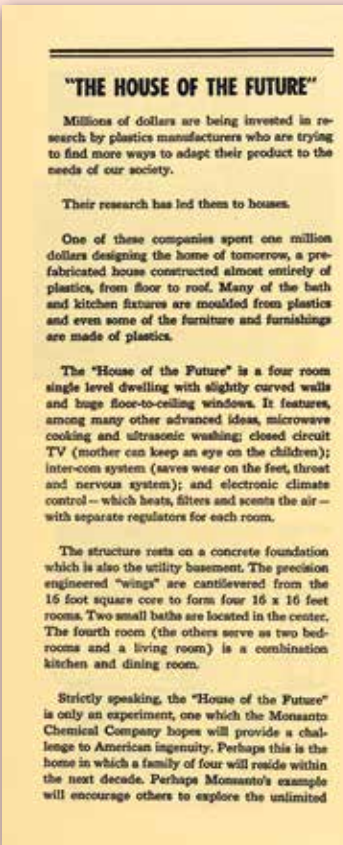 "THE HOUSE OF THE FUTURE"
Millions of dollars are being invested in re-
search by plastics manufacturers who are trying
to find more ways to adapt their product to the
needs of our society.
Their research has led them to houses.
One of these companies spent one million
dollars designing the home of tomorrow, a pre-
fabricated house constructed almost entirely of
plastics, from floor to roof. Many of the bath
and kitchen fixtures are moulded from plastics
and even some of the furniture and furnishings
are made of plastics.
The "House of the Future" is a four room
single level dwelling with slightly curved walls
and huge floor-to-ceiling windows. It features,
among many other advanced ideas, microwave
cooking and ultrasonic washing; closed circuit
TV (mother can keep an eye on the children);
inter-com system (saves wear on the feet, throat
and nervous system); and electronic climate
control — which heats, filters and scents the air —
with separate regulators for each room.
The structure rests on a concrete foundation
which is also the utility basement. The precision
engineered "wings" are cantilevered from the
16 foot square core to form four 16 x 16 feet
rooms. Two small baths are located in the center.
The fourth room (the others serve as two bed-
rooms and a living room) is a combination
kitchen and dining room.
Strictly speaking, the "House of the Future"
is only an experiment, one which the Monsanto
Chemical Company hopes will provide a chal-
lenge to American ingenuity. Perhaps this is the
home in which a family of four will reside within
the next decade. Perhaps Monsanto's example
will encourage others to explore the unlimited